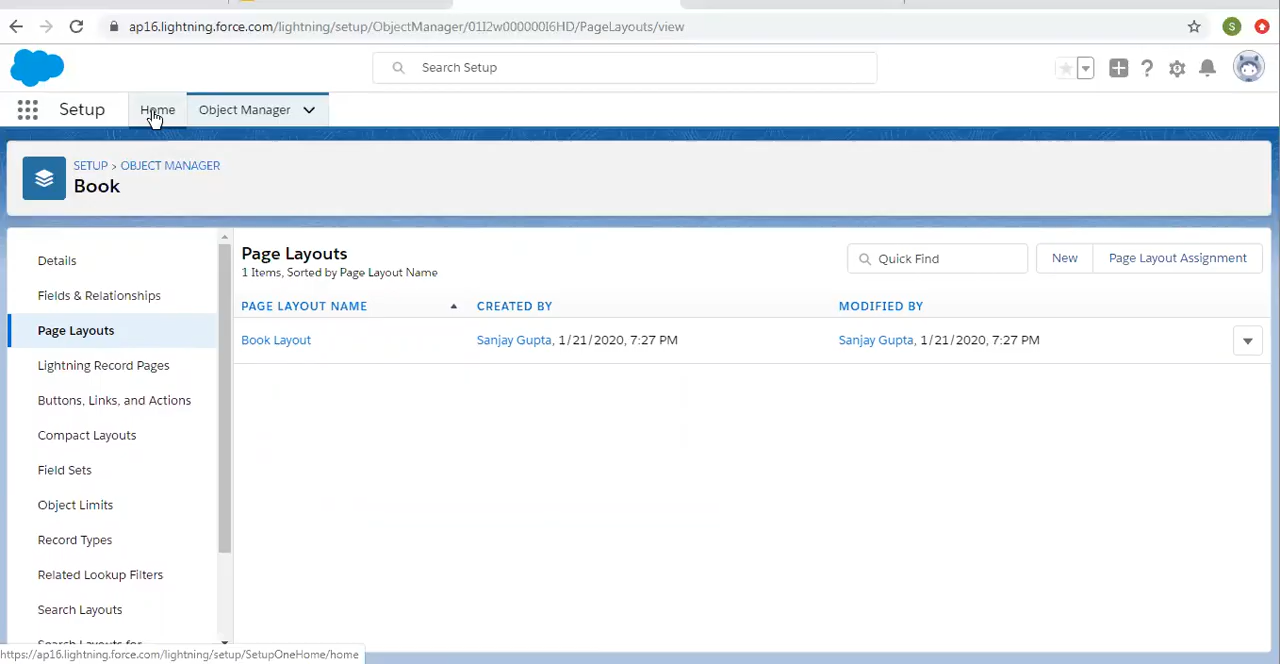 ap16.lightning.force.com/lightning/setup/ObjectManager/01I2w000000I6HD/PageLayouts/view
S
Search Setup
Setup
Home
Object Manager
SETUP > OBJECT MANAGER
Book
Details
Fields & Relationships
Page Layouts
Lightning Record Pages
Buttons, Links, and Actions
Compact Layouts
Field Sets
Object Limits
Record Types
Related Lookup Filters
Search Layouts
Search Layouts for
Page Layouts
1 Items, Sorted by Page Layout Name
Quick Find
New
Page Layout Assignment
PAGE LAYOUT NAME CREATED BY MODIFIED BY
Book Layout Sanjay Gupta, 1/21/2020, 7:27 PM Sanjay Gupta, 1/21/2020, 7:27 PM
https://ap16.lightning.force.com/lightning/setup/SetupOneHome/home